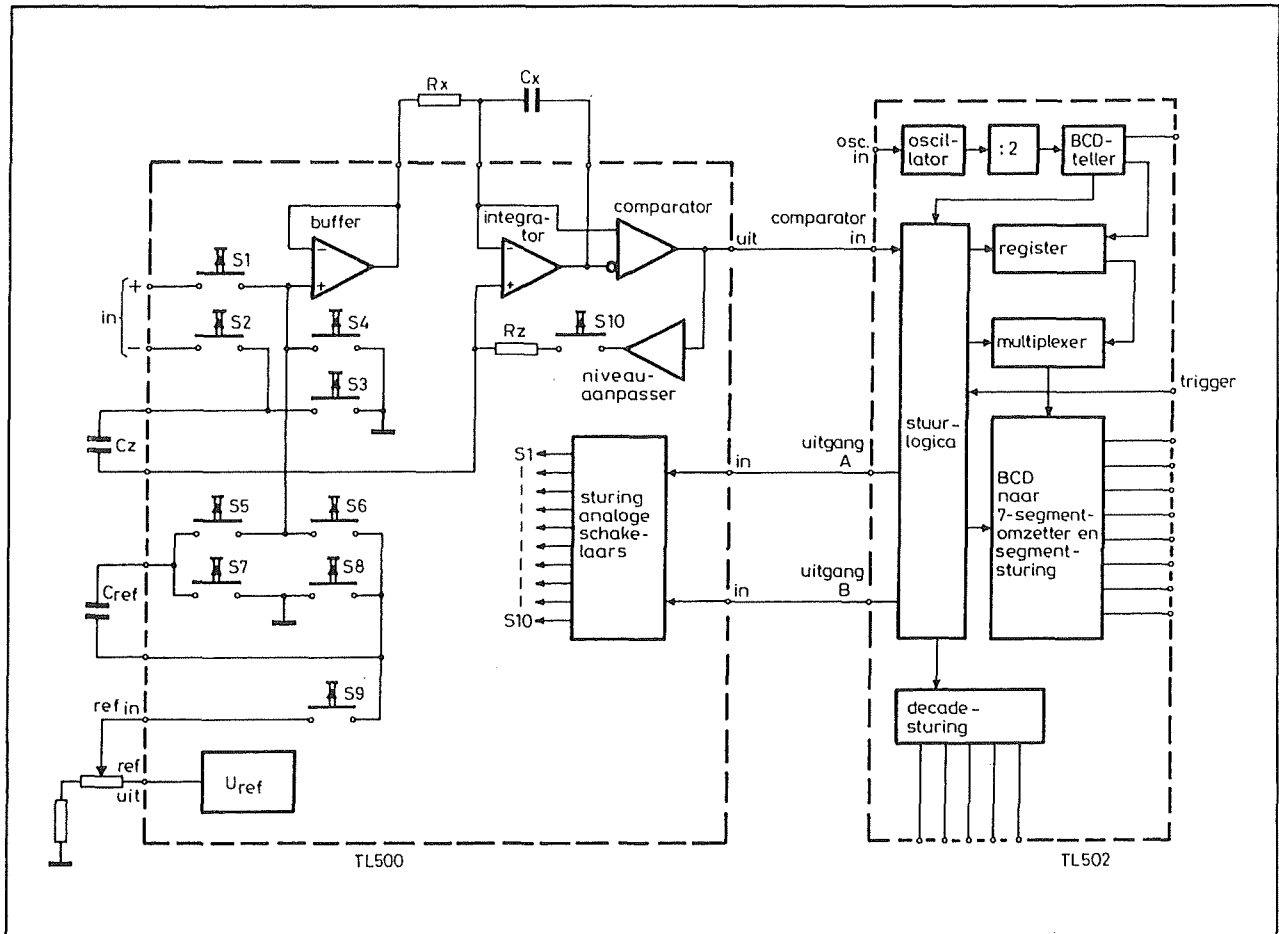 Rx
Cx
osc.
in
oscil-
lator
:2
BCD-
teller
buffer
integra-
tor
comparator
uit
comparator
in
register
-
+
-
+
S1
+
in
-
S2
S4
S3
Rz
S10
niveau-
aanpasser
multiplexer
trigger
Cz
stuur-
logica
S1
S10
sturing
analoge
schake-
laars
in
uitgang
A
in
uitgang
B
BCD
naar
7-segment-
omzetter en
segment-
sturing
S5
S6
S7
S8
Cref
S9
ref in
ref
uit
Uref
decade-
sturing
TL500
TL502